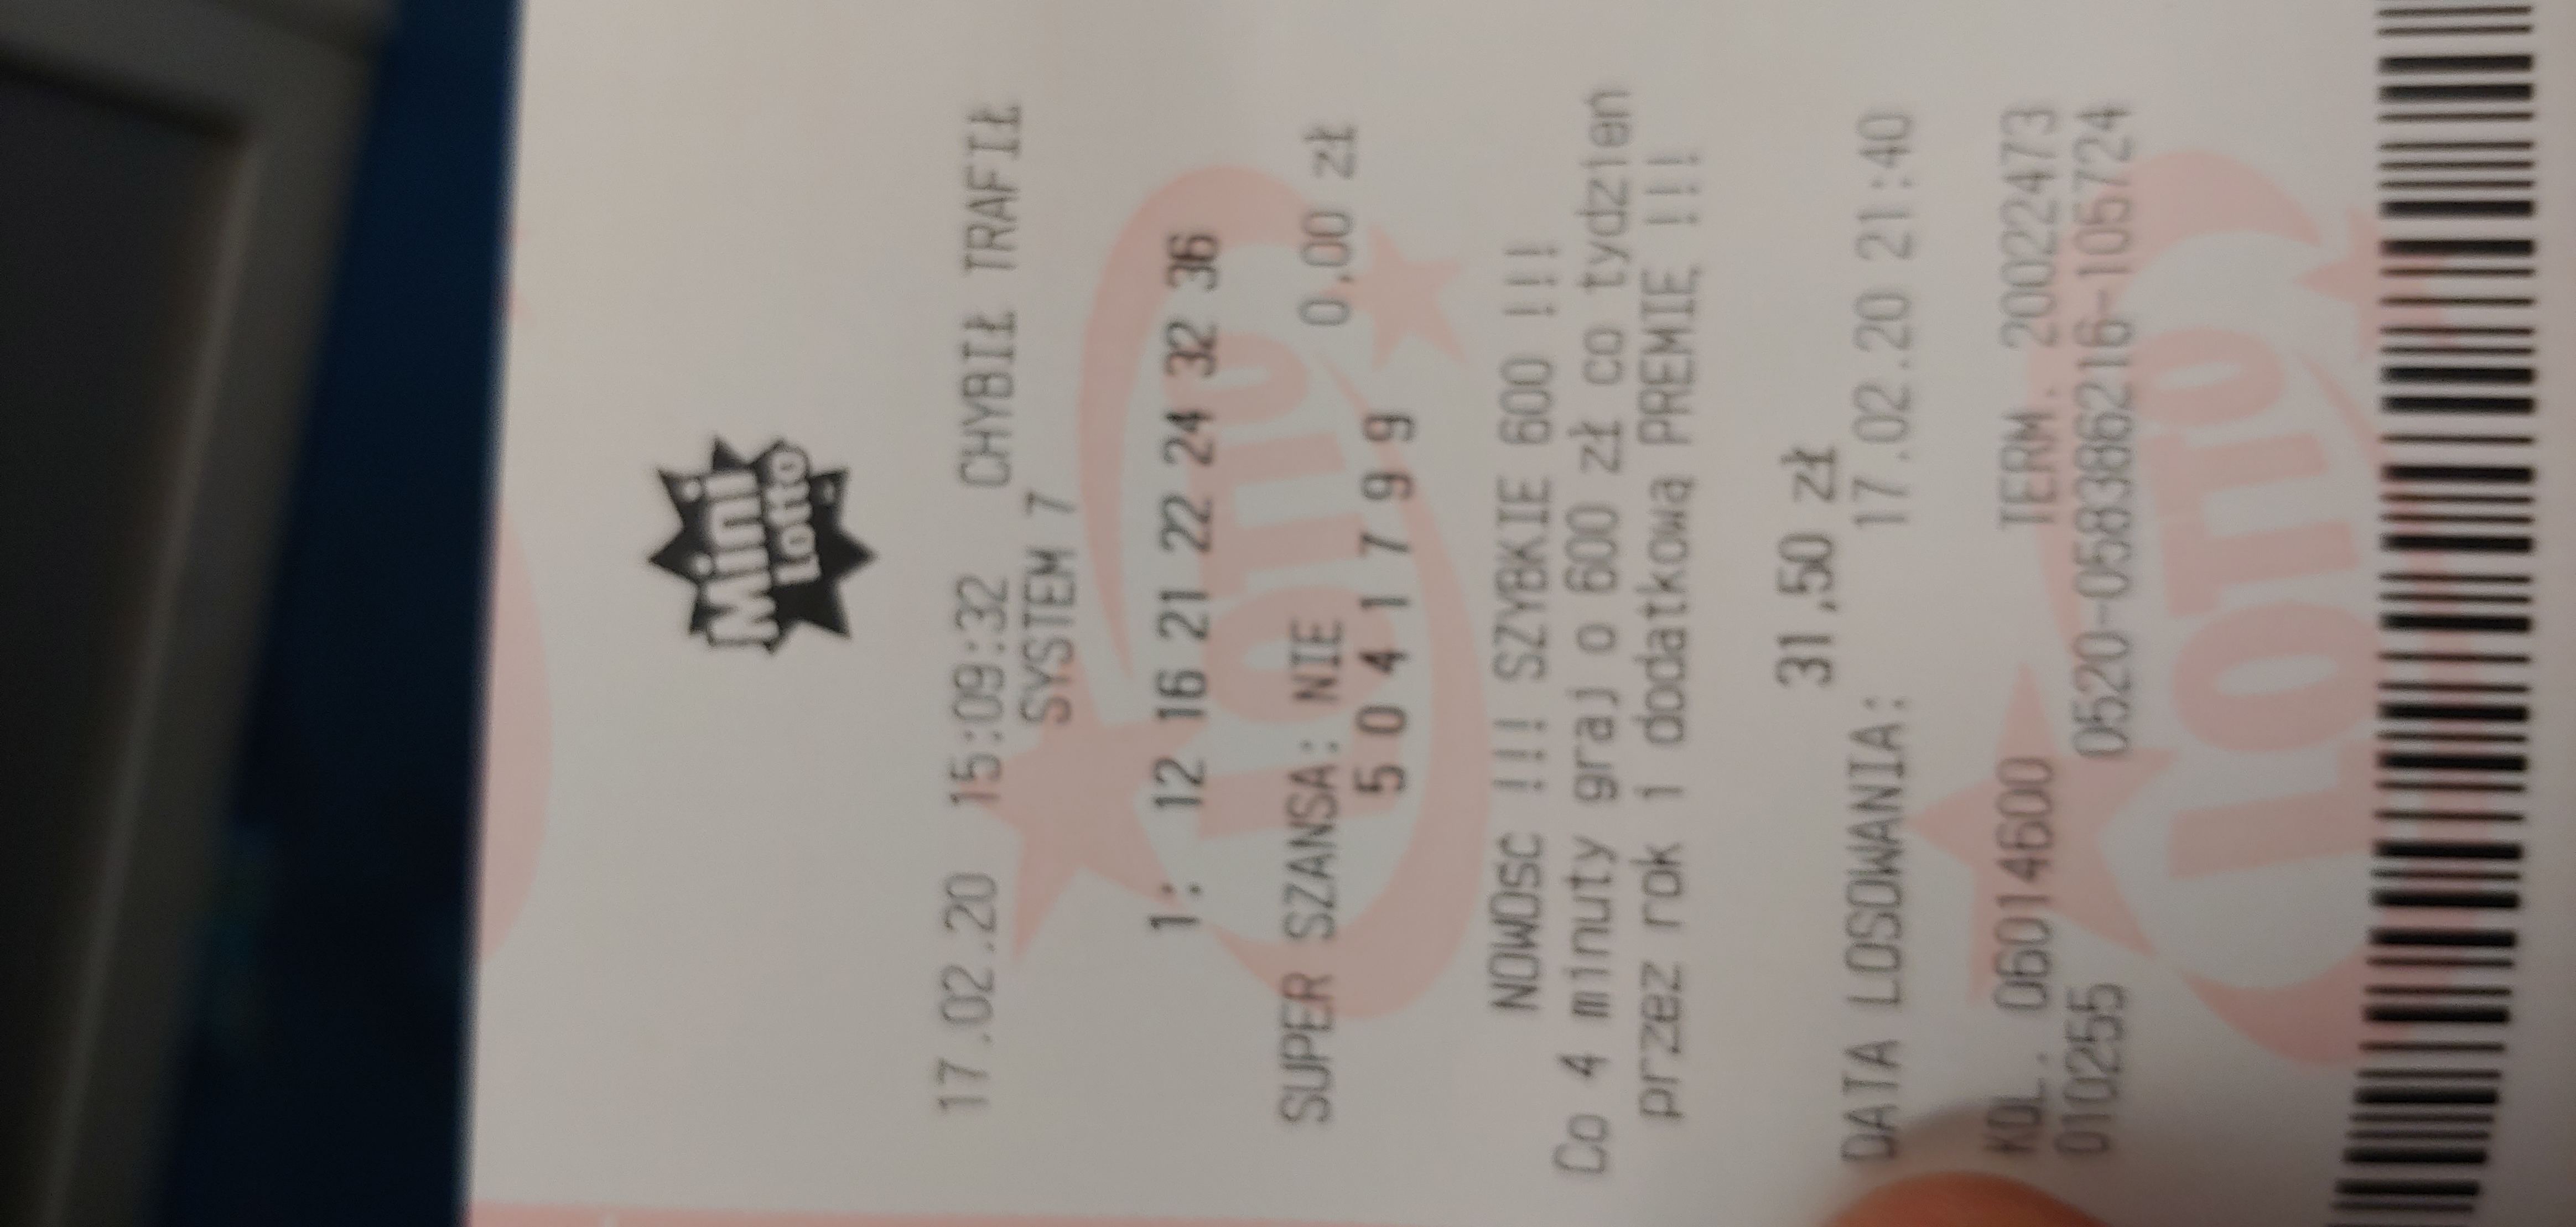 Mini
Lotto
17.02.20 15:09:32 CHYBIŁ TRAFIŁ
SYSTEM 7
1: 12 16 21 22 24 32 36
SUPER SZANSA: NIE 0,00 zł
5 0 4 1 7 9 9
NOWOSC !!! SZYBKIE 600 !!!
Co 4 minuty graj o 600 zł co tydzień
przez rok i dodatkową PREMIĘ !!!
31,50 zł
DATA LOSOWANIA: 17.02.20 21:40
KOL. 06014600 TERM. 20022473
010255 0520-058386216-105724
LOTTO
LOTTO